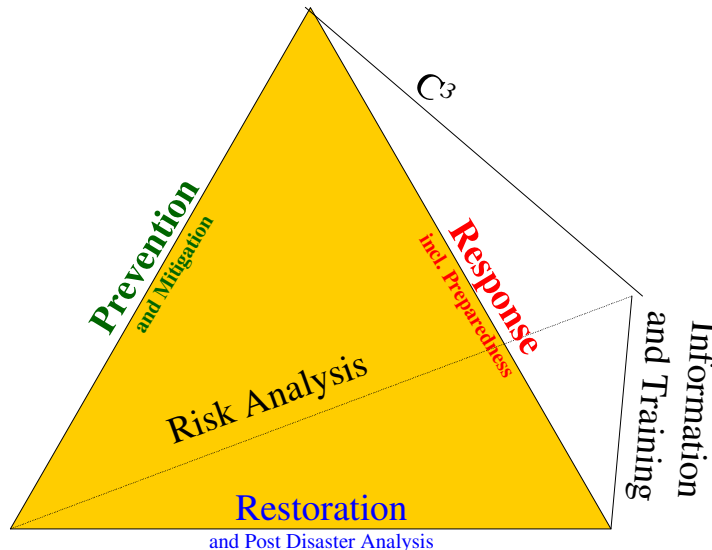 C³
Prevention
and Mitigation
Response
incl. Preparedness
Information
and Training
Risk Analysis
Restoration
and Post Disaster Analysis